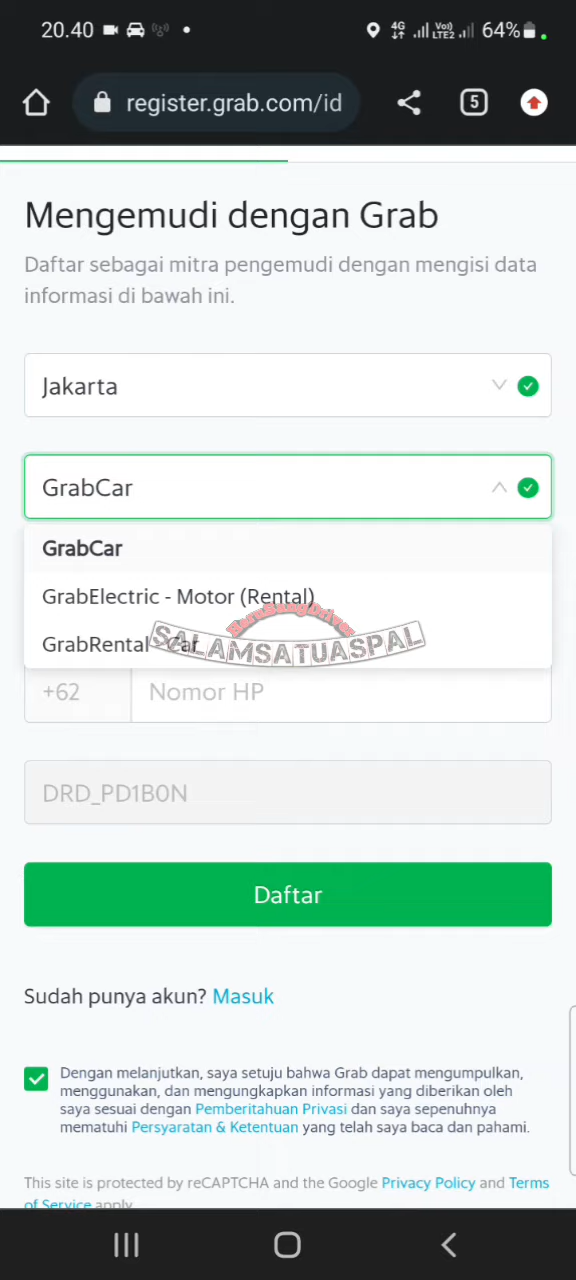 20.40
4G
Vo))
LTE2
64%
register.grab.com/id
5
Mengemudi dengan Grab
Daftar sebagai mitra pengemudi dengan mengisi data
informasi di bawah ini.
Jakarta
GrabCar
GrabCar
GrabElectric - Motor (Rental)
HeruBangDriver
GrabRental - Car
SALAMSATUASPAL
+62
Nomor HP
DRD_PD1B0N
Daftar
Sudah punya akun? Masuk
Dengan melanjutkan, saya setuju bahwa Grab dapat mengumpulkan,
menggunakan, dan mengungkapkan informasi yang diberikan oleh
saya sesuai dengan Pemberitahuan Privasi dan saya sepenuhnya
mematuhi Persyaratan & Ketentuan yang telah saya baca dan pahami.
This site is protected by reCAPTCHA and the Google Privacy Policy and Terms
of Service apply.